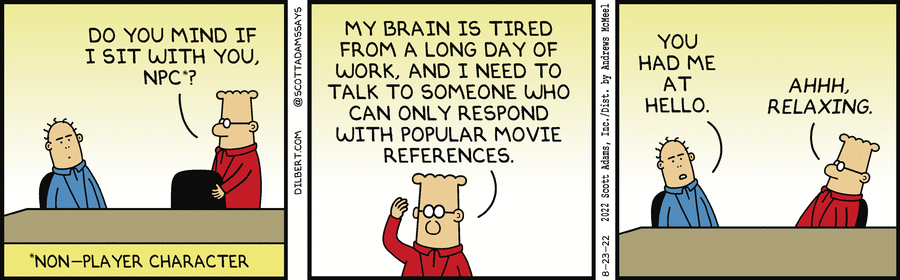 DO YOU MIND IF
I SIT WITH YOU,
NPC*?
*NON-PLAYER CHARACTER
DILBERT.COM @SCOTTADAMSSAYS
MY BRAIN IS TIRED
FROM A LONG DAY OF
WORK, AND I NEED TO
TALK TO SOMEONE WHO
CAN ONLY RESPOND
WITH POPULAR MOVIE
REFERENCES.
8-23-22 2022 Scott Adams, Inc./Dist. by Andrews McMeel
YOU
HAD ME
AT
HELLO.
AHHH,
RELAXING.